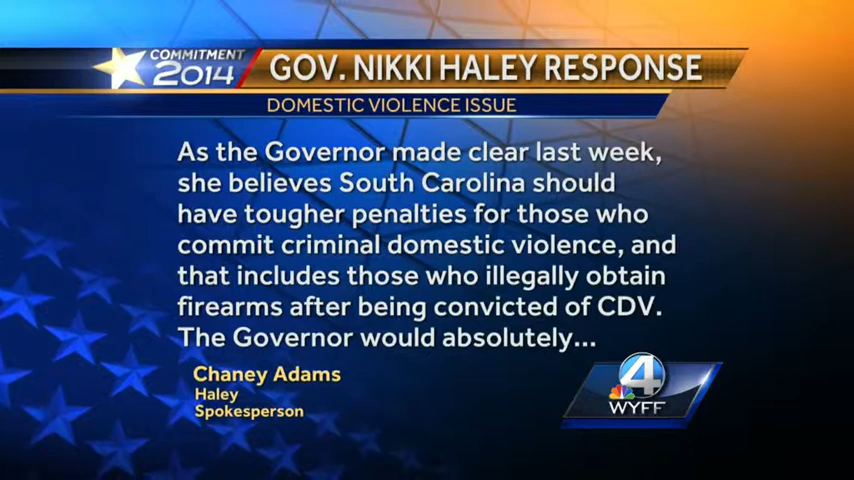 COMMITMENT
2014
GOV. NIKKI HALEY RESPONSE
DOMESTIC VIOLENCE ISSUE
As the Governor made clear last week,
she believes South Carolina should
have tougher penalties for those who
commit criminal domestic violence, and
that includes those who illegally obtain
firearms after being convicted of CDV.
The Governor would absolutely...
Chaney Adams
Haley
Spokesperson
4
WYFF